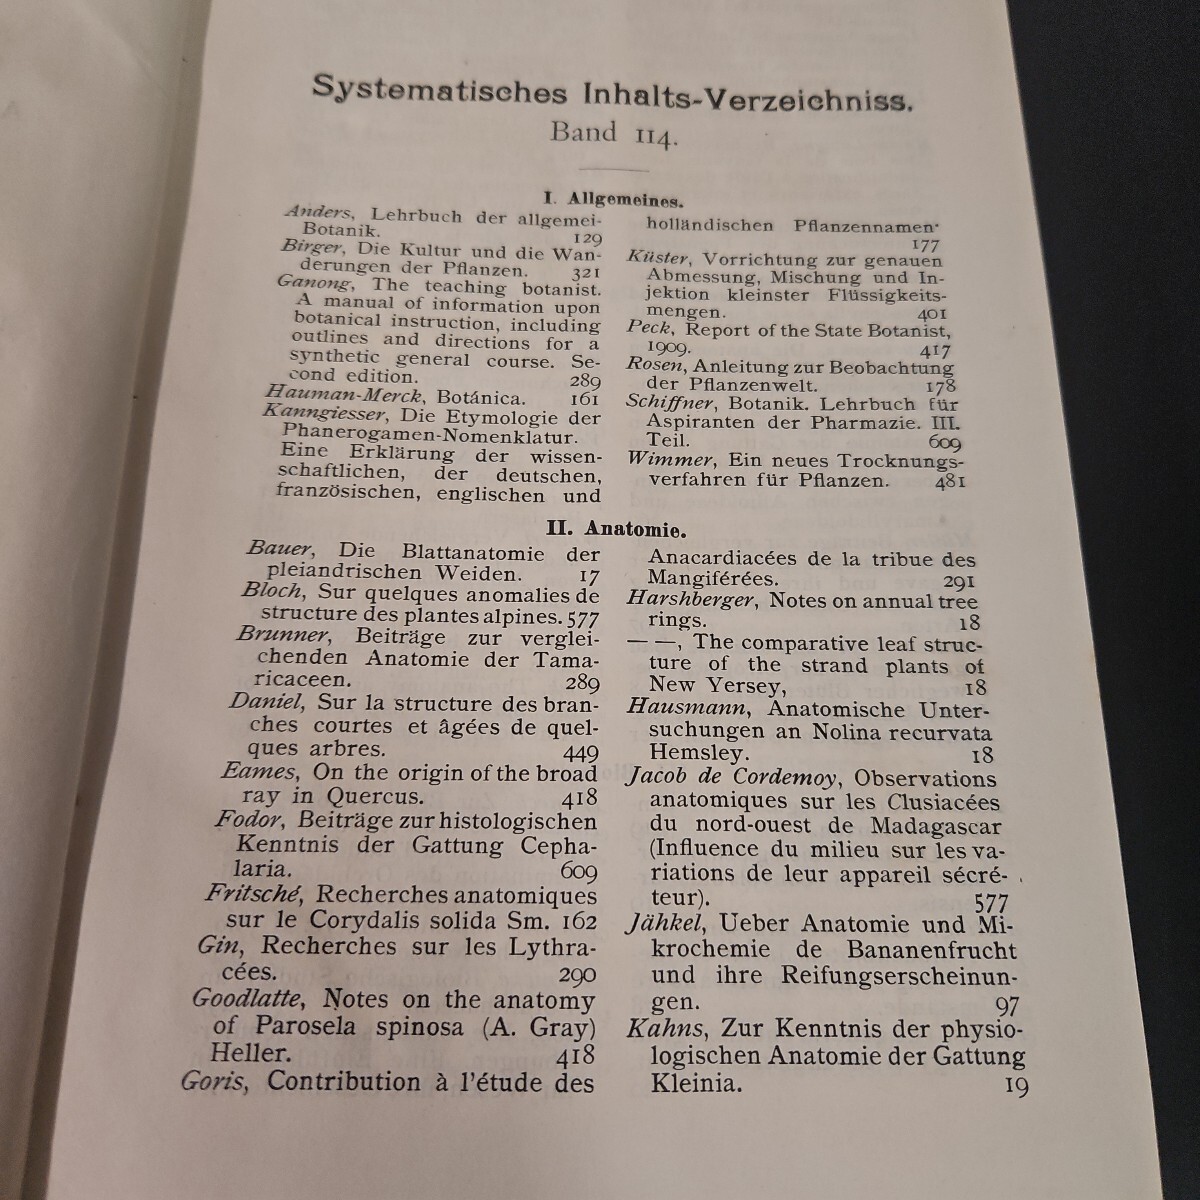 Systematisches Inhalts-Verzeichniss.
Band 114.
I. Allgemeines.
Anders, Lehrbuch der allgemei-
Botanik. 129
Birger, Die Kultur und die Wan-
derungen der Pflanzen. 321
Ganong, The teaching botanist.
A manual of information upon
botanical instruction, including
outlines and directions for a
synthetic general course. Se-
cond edition. 289
Hauman-Merck, Botánica. 161
Kanngiesser, Die Etymologie der
Phanerogamen-Nomenklatur.
Eine Erklärung der wissen-
schaftlichen, der deutschen,
französischen, englischen und
holländischen Pflanzennamen.
177
Küster, Vorrichtung zur genauen
Abmessung, Mischung und In-
jektion kleinster Flüssigkeits-
mengen. 401
Peck, Report of the State Botanist,
1909. 417
Rosen, Anleitung zur Beobachtung
der Pflanzenwelt. 178
Schiffner, Botanik. Lehrbuch für
Aspiranten der Pharmazie. III.
Teil. 609
Wimmer, Ein neues Trocknungs-
verfahren für Pflanzen. 481
II. Anatomie.
Bauer, Die Blattanatomie der
pleiandrischen Weiden. 17
Bloch, Sur quelques anomalies de
structure des plantes alpines. 577
Brunner, Beiträge zur verglei-
chenden Anatomie der Tama-
ricaceen. 289
Daniel, Sur la structure des bran-
ches courtes et âgées de quel-
ques arbres. 449
Eames, On the origin of the broad
ray in Quercus. 418
Fodor, Beiträge zur histologischen
Kenntnis der Gattung Cepha-
laria. 609
Fritsché, Recherches anatomiques
sur le Corydalis solida Sm. 162
Gin, Recherches sur les Lythra-
cées. 290
Goodlatte, Notes on the anatomy
of Parosela spinosa (A. Gray)
Heller. 418
Goris, Contribution à l'étude des
Anacardiacées de la tribue des
Mangiférées. 291
Harshberger, Notes on annual tree
rings. 18
— —, The comparative leaf struc-
ture of the strand plants of
New Yersey, 18
Hausmann, Anatomische Unter-
suchungen an Nolina recurvata
Hemsley. 18
Jacob de Cordemoy, Observations
anatomiques sur les Clusiacées
du nord-ouest de Madagascar
(Influence du milieu sur les va-
riations de leur appareil sécré-
teur). 577
Jähkel, Ueber Anatomie und Mi-
krochemie de Bananenfrucht
und ihre Reifungserscheinun-
gen. 97
Kahns, Zur Kenntnis der physio-
logischen Anatomie der Gattung
Kleinia. 19